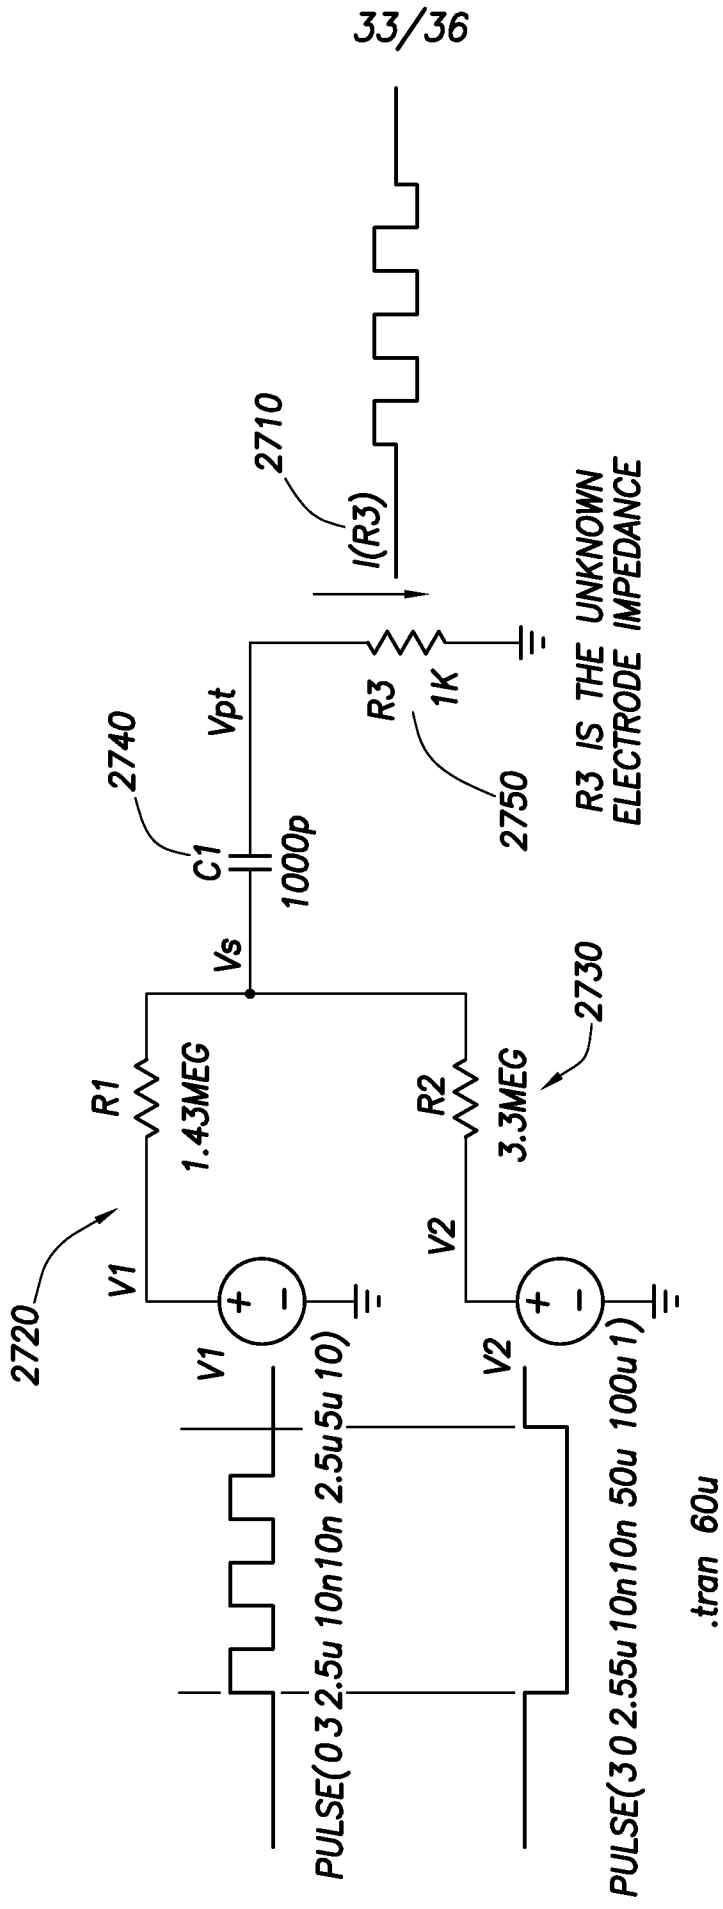 33/36
2720
V1
R1
1.43MEG
V1
+
−
PULSE(0 3 2.5u 10n10n 2.5u5u 10)
V2
R2
3.3MEG
2730
V2
+
−
PULSE(3 0 2.55u10n10n 50u 100u 1)
.tran 60u
Vs
2740
C1
1000p
Vpt
R3
1K
2750
2710
I(R3)
R3 IS THE UNKNOWN
ELECTRODE IMPEDANCE